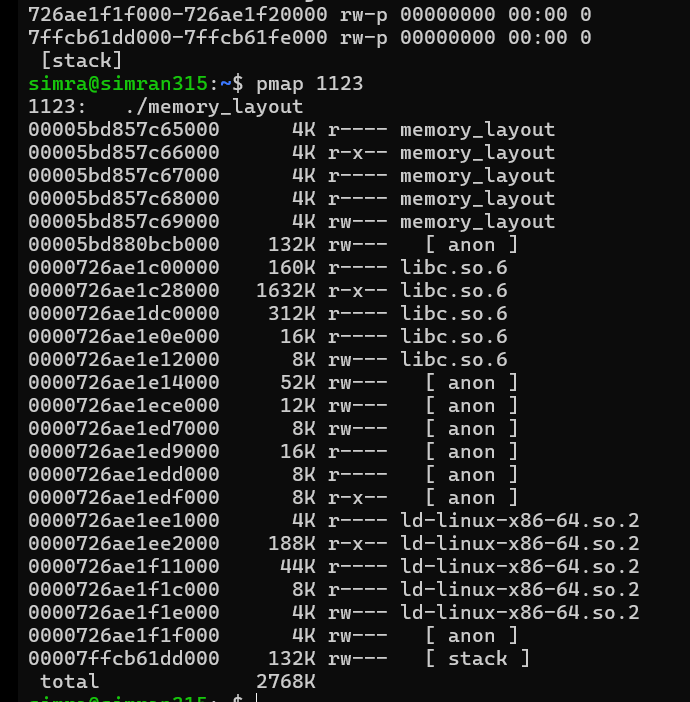 726ae1f1f000-726ae1f20000 rw-p 00000000 00:00 0
7ffcb61dd000-7ffcb61fe000 rw-p 00000000 00:00 0
 [stack]
simra@simran315:~$ pmap 1123
1123:   ./memory_layout
00005bd857c65000      4K r---- memory_layout
00005bd857c66000      4K r-x-- memory_layout
00005bd857c67000      4K r---- memory_layout
00005bd857c68000      4K r---- memory_layout
00005bd857c69000      4K rw--- memory_layout
00005bd880bcb000    132K rw---   [ anon ]
0000726ae1c00000    160K r---- libc.so.6
0000726ae1c28000   1632K r-x-- libc.so.6
0000726ae1dc0000    312K r---- libc.so.6
0000726ae1e0e000     16K r---- libc.so.6
0000726ae1e12000      8K rw--- libc.so.6
0000726ae1e14000     52K rw---   [ anon ]
0000726ae1ece000     12K rw---   [ anon ]
0000726ae1ed7000      8K rw---   [ anon ]
0000726ae1ed9000     16K r----   [ anon ]
0000726ae1edd000      8K r----   [ anon ]
0000726ae1edf000      8K r-x--   [ anon ]
0000726ae1ee1000      4K r---- ld-linux-x86-64.so.2
0000726ae1ee2000    188K r-x-- ld-linux-x86-64.so.2
0000726ae1f11000     44K r---- ld-linux-x86-64.so.2
0000726ae1f1c000      8K r---- ld-linux-x86-64.so.2
0000726ae1f1e000      4K rw--- ld-linux-x86-64.so.2
0000726ae1f1f000      4K rw---   [ anon ]
00007ffcb61dd000    132K rw---   [ stack ]
 total             2768K
simra@simran315:~$